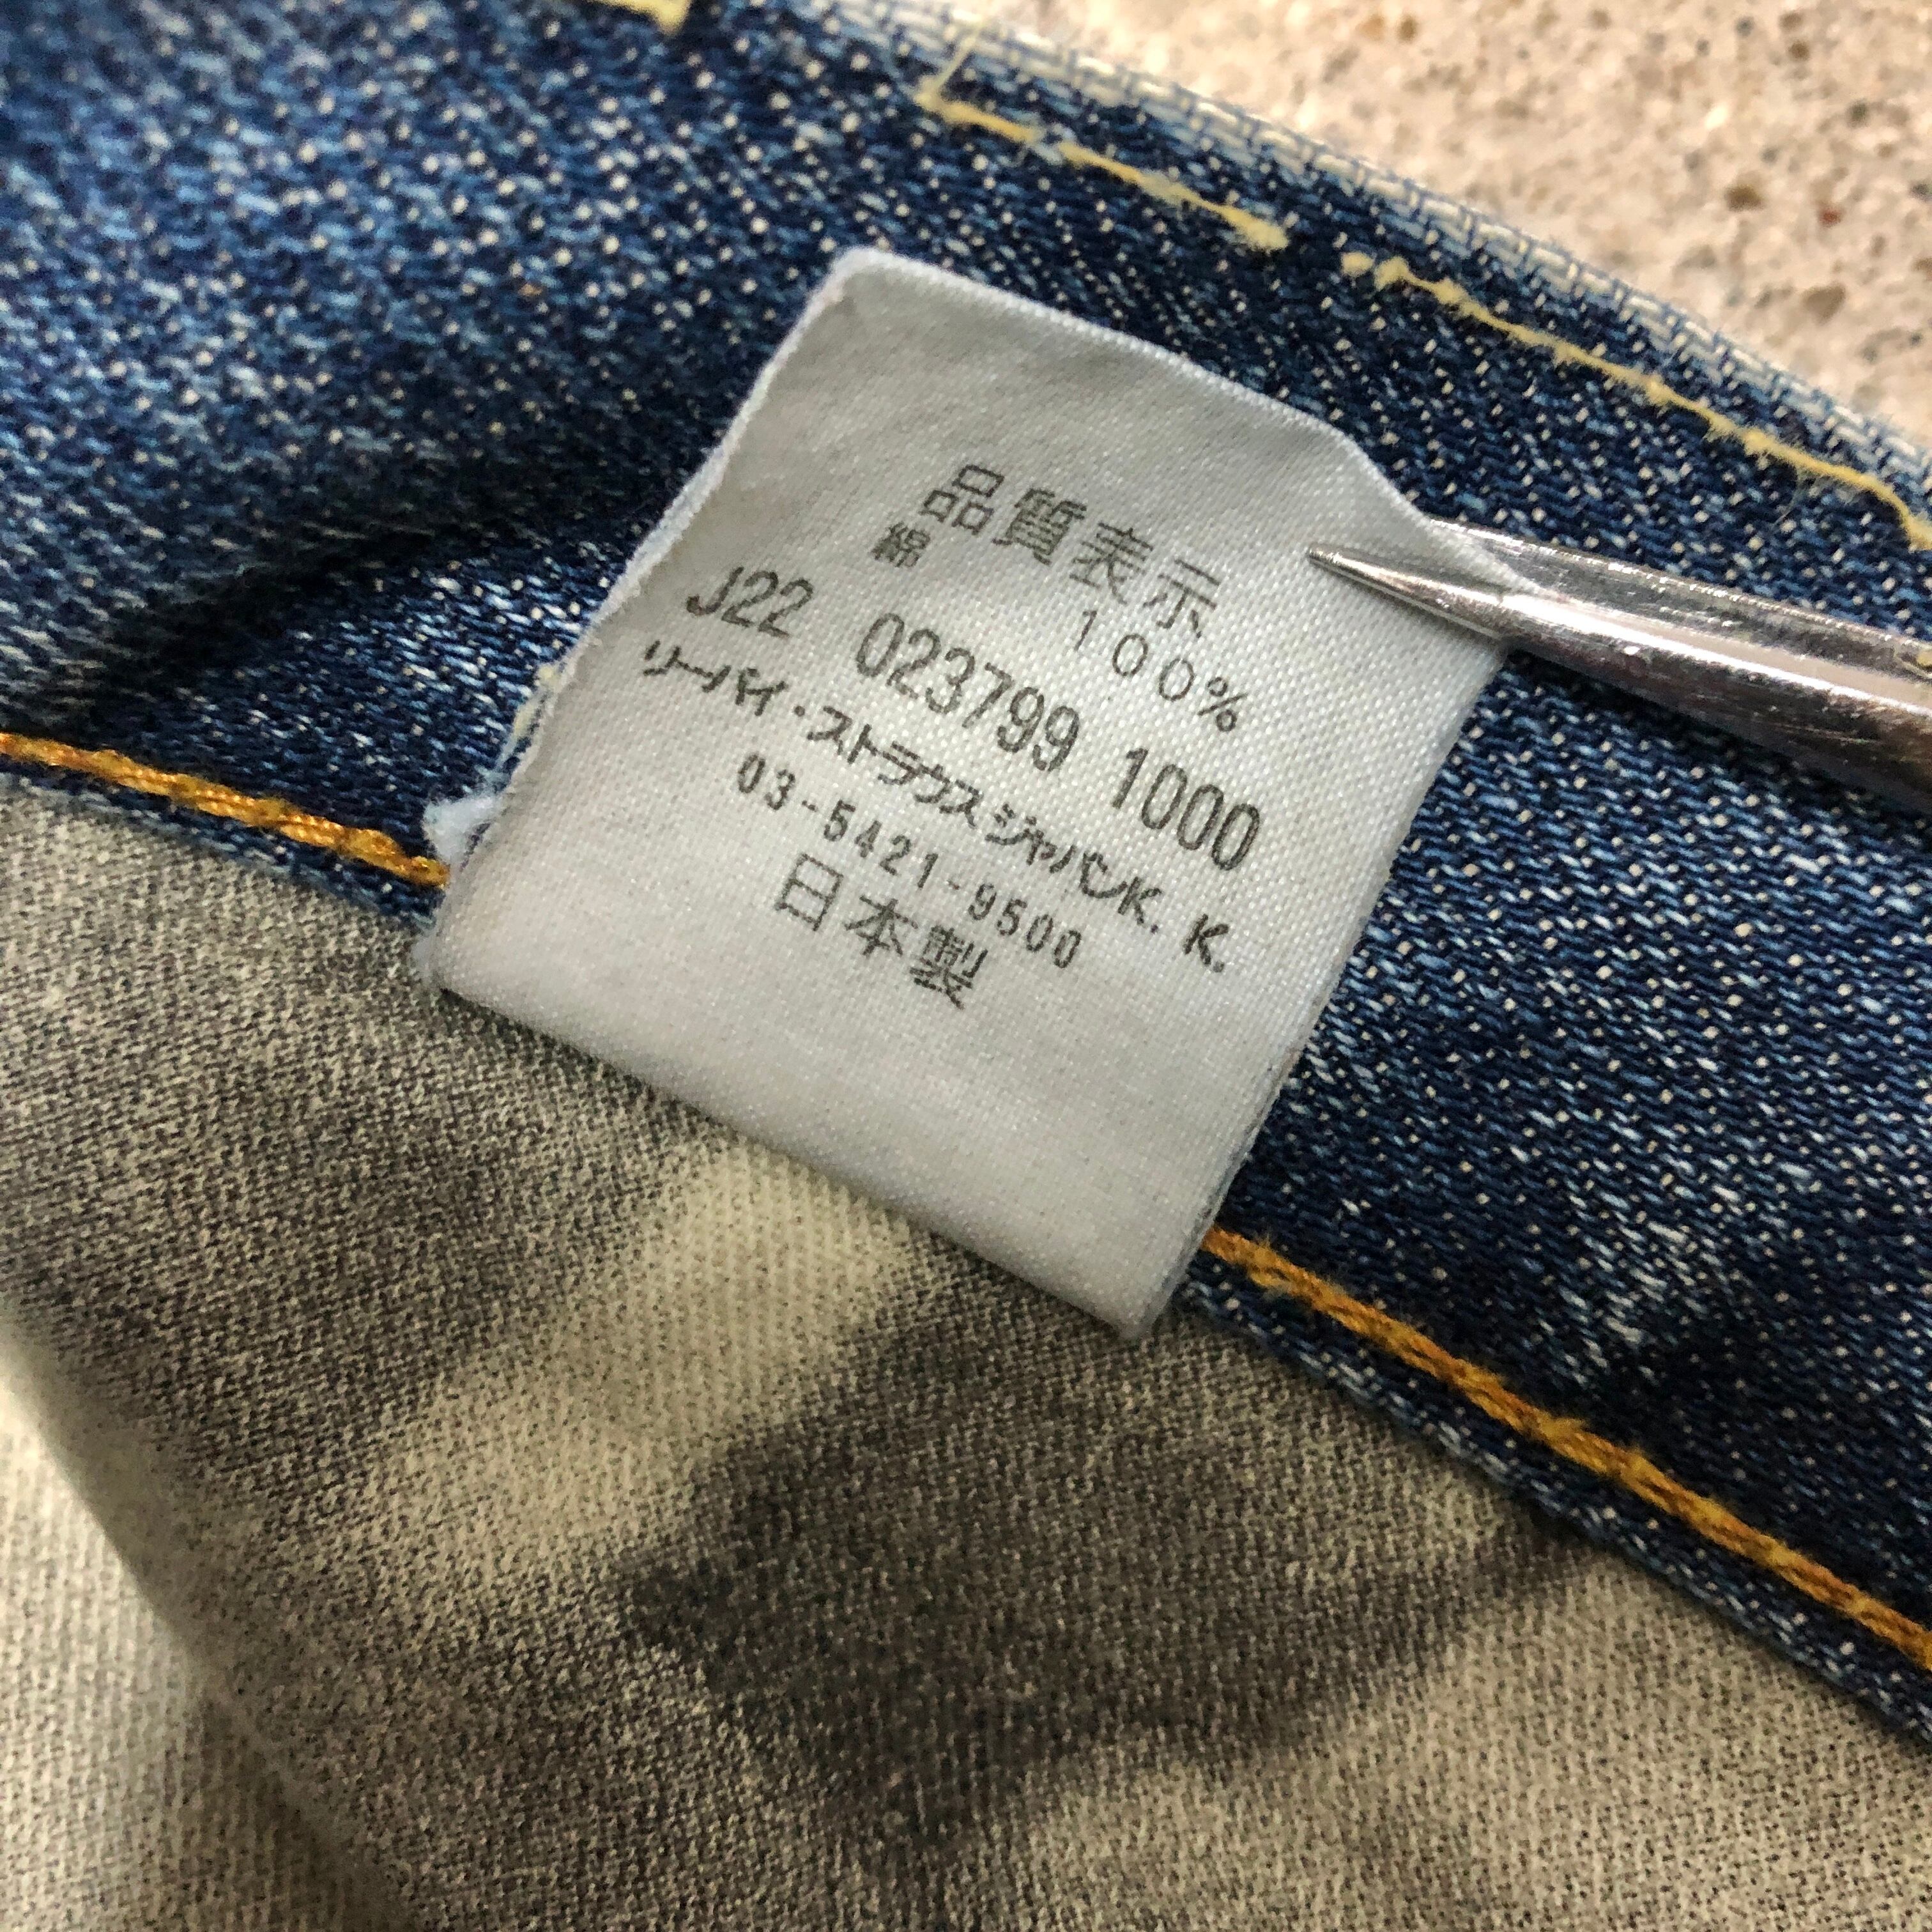 品質表示
綿 100%
J22 023799 1000
リーバイ・ストラウスジャパンK.K.
03-5421-9500
日本製